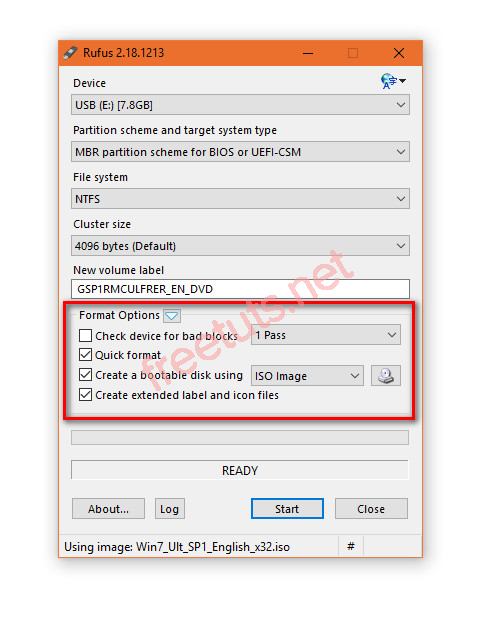 Rufus 2.18.1213
Device
USB (E:) [7.8GB]
Partition scheme and target system type
MBR partition scheme for BIOS or UEFI-CSM
File system
NTFS
Cluster size
4096 bytes (Default)
New volume label
GSP1RMCULFRER_EN_DVD
Format Options
Check device for bad blocks 1 Pass
Quick format
Create a bootable disk using ISO Image
Create extended label and icon files
freetuts.net
READY
About... Log Start Close
Using image: Win7_Ult_SP1_English_x32.iso #